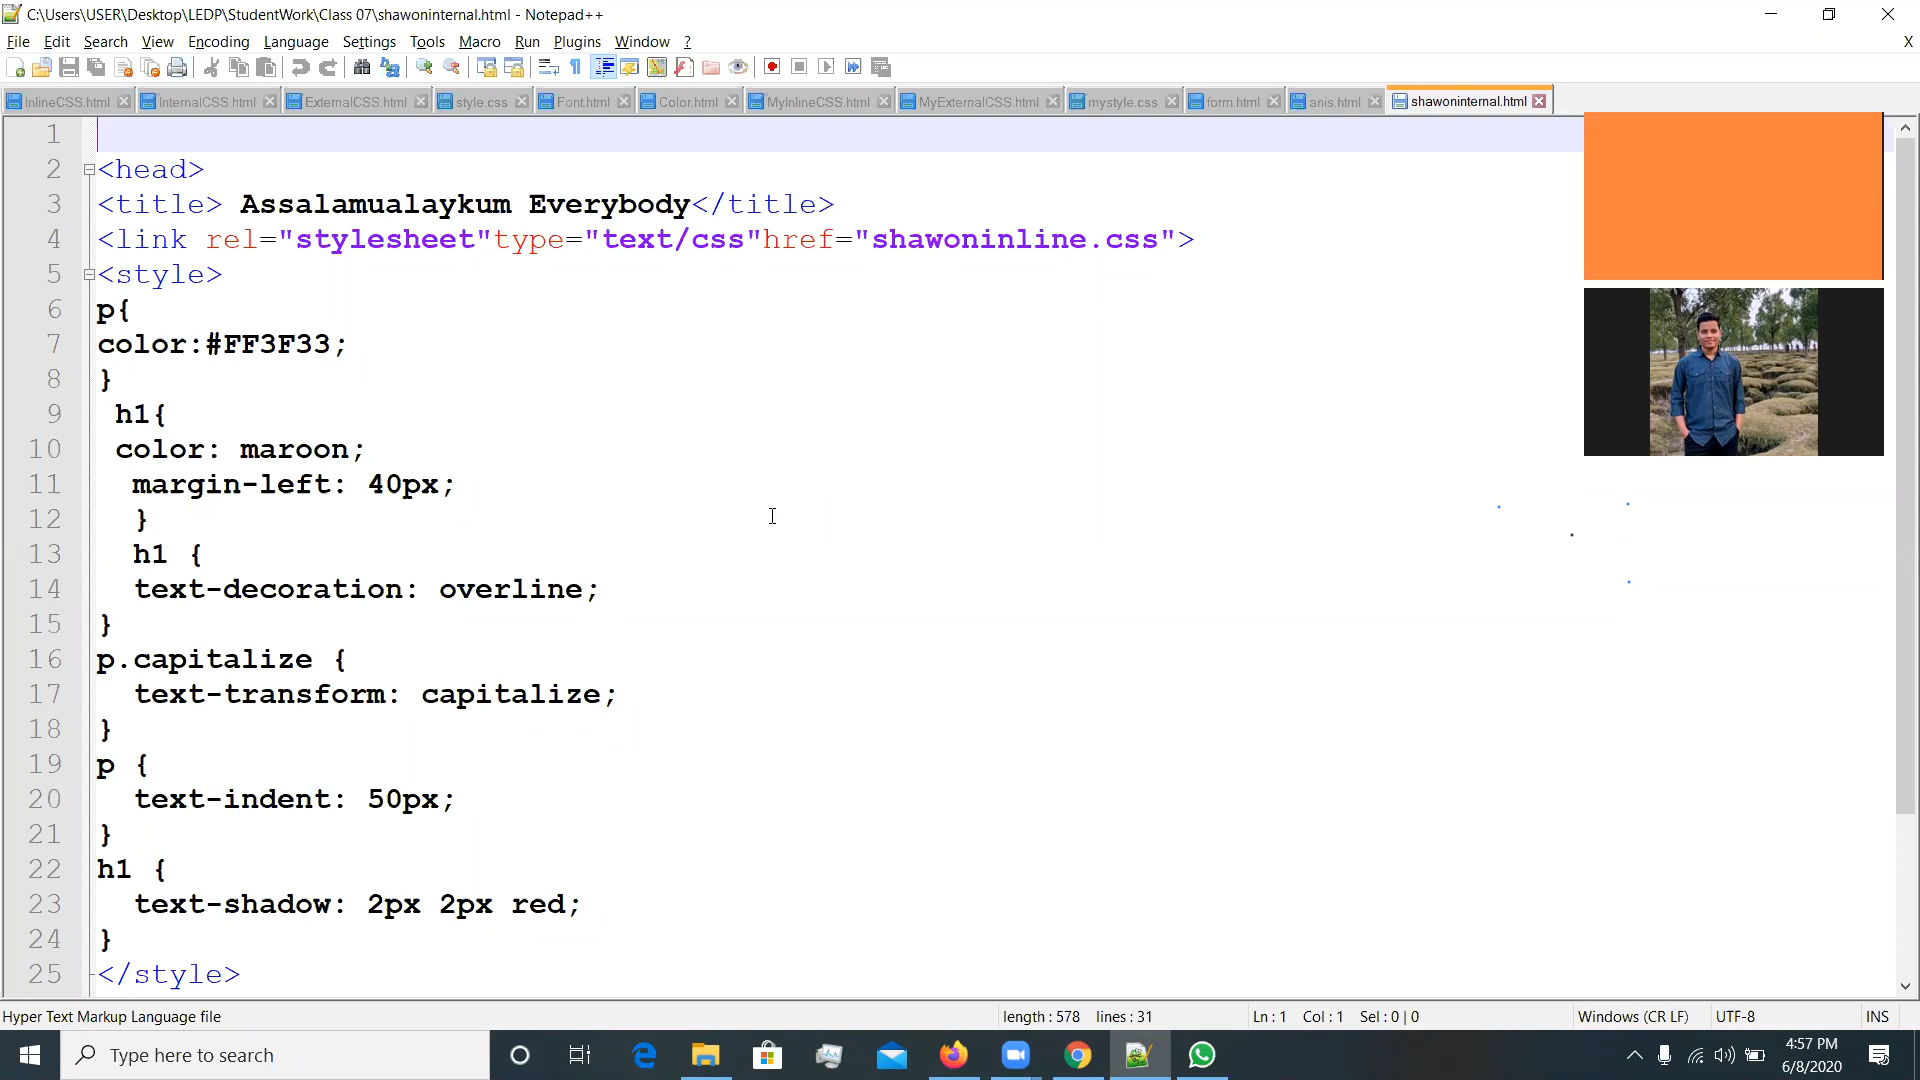 C:\Users\USER\Desktop\LEDP\StudentWork\Class 07\shawoninternal.html - Notepad++
File Edit Search View Encoding Language Settings Tools Macro Run Plugins Window ? X
InlineCSS.html InternalCSS.html ExternalCSS.html style.css Font.html Color.html MyInlineCSS.html MyExternalCSS.html mystyle.css form.html anis.html shawoninternal.html
1
2 <head>
3 <title> Assalamualaykum Everybody</title>
4 <link rel="stylesheet"type="text/css"href="shawoninline.css">
5 <style>
6 p{
7 color:#FF3F33;
8 }
9 h1{
10 color: maroon;
11 margin-left: 40px;
12 }
13 h1 {
14 text-decoration: overline;
15 }
16 p.capitalize {
17 text-transform: capitalize;
18 }
19 p {
20 text-indent: 50px;
21 }
22 h1 {
23 text-shadow: 2px 2px red;
24 }
25 </style>
Hyper Text Markup Language file length : 578 lines : 31 Ln : 1 Col : 1 Sel : 0 | 0 Windows (CR LF) UTF-8 INS
Type here to search
4:57 PM
6/8/2020